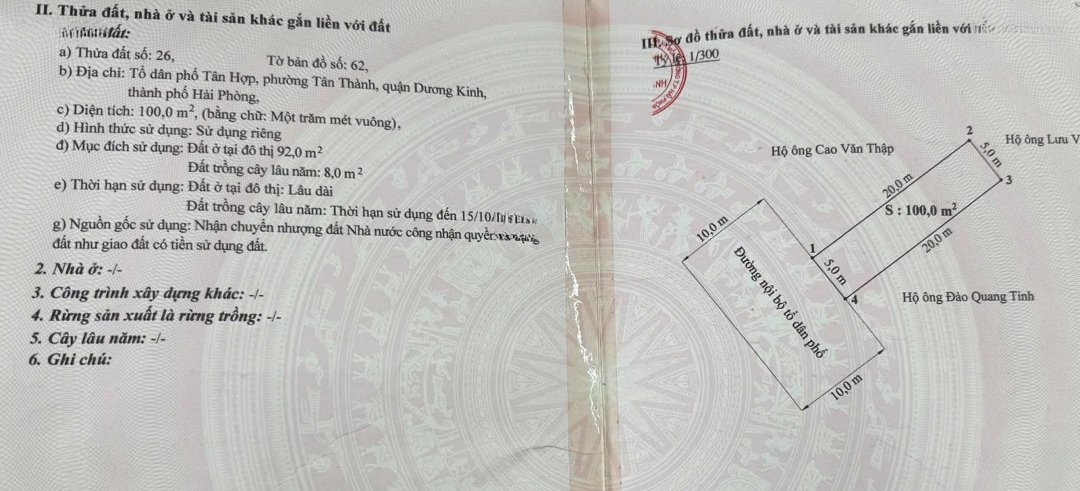 II. Thửa đất, nhà ở và tài sản khác gắn liền với đất
đất:
a) Thửa đất số: 26, Tờ bản đồ số: 62,
b) Địa chỉ: Tổ dân phố Tân Hợp, phường Tân Thành, quận Dương Kinh,
thành phố Hải Phòng,
c) Diện tích: 100,0 m², (bằng chữ: Một trăm mét vuông),
d) Hình thức sử dụng: Sử dụng riêng
đ) Mục đích sử dụng: Đất ở tại đô thị 92,0 m²
Đất trồng cây lâu năm: 8,0 m²
e) Thời hạn sử dụng: Đất ở tại đô thị: Lâu dài
Đất trồng cây lâu năm: Thời hạn sử dụng đến 15/10/
g) Nguồn gốc sử dụng: Nhận chuyển nhượng đất Nhà nước công nhận quyền
đất như giao đất có tiền sử dụng đất.
2. Nhà ở: -/-
3. Công trình xây dựng khác: -/-
4. Rừng sản xuất là rừng trồng: -/-
5. Cây lâu năm: -/-
6. Ghi chú:
III. Sơ đồ thửa đất, nhà ở và tài sản khác gắn liền với
Tỷ lệ: 1/300
2
Hộ ông Lưu V
Hộ ông Cao Văn Thập
5,0 m
3
20,0 m
S : 100,0 m²
20,0 m
10,0 m
1
5,0 m
4
Hộ ông Đào Quang Tinh
Đường nội bộ tổ dân phố
10,0 m